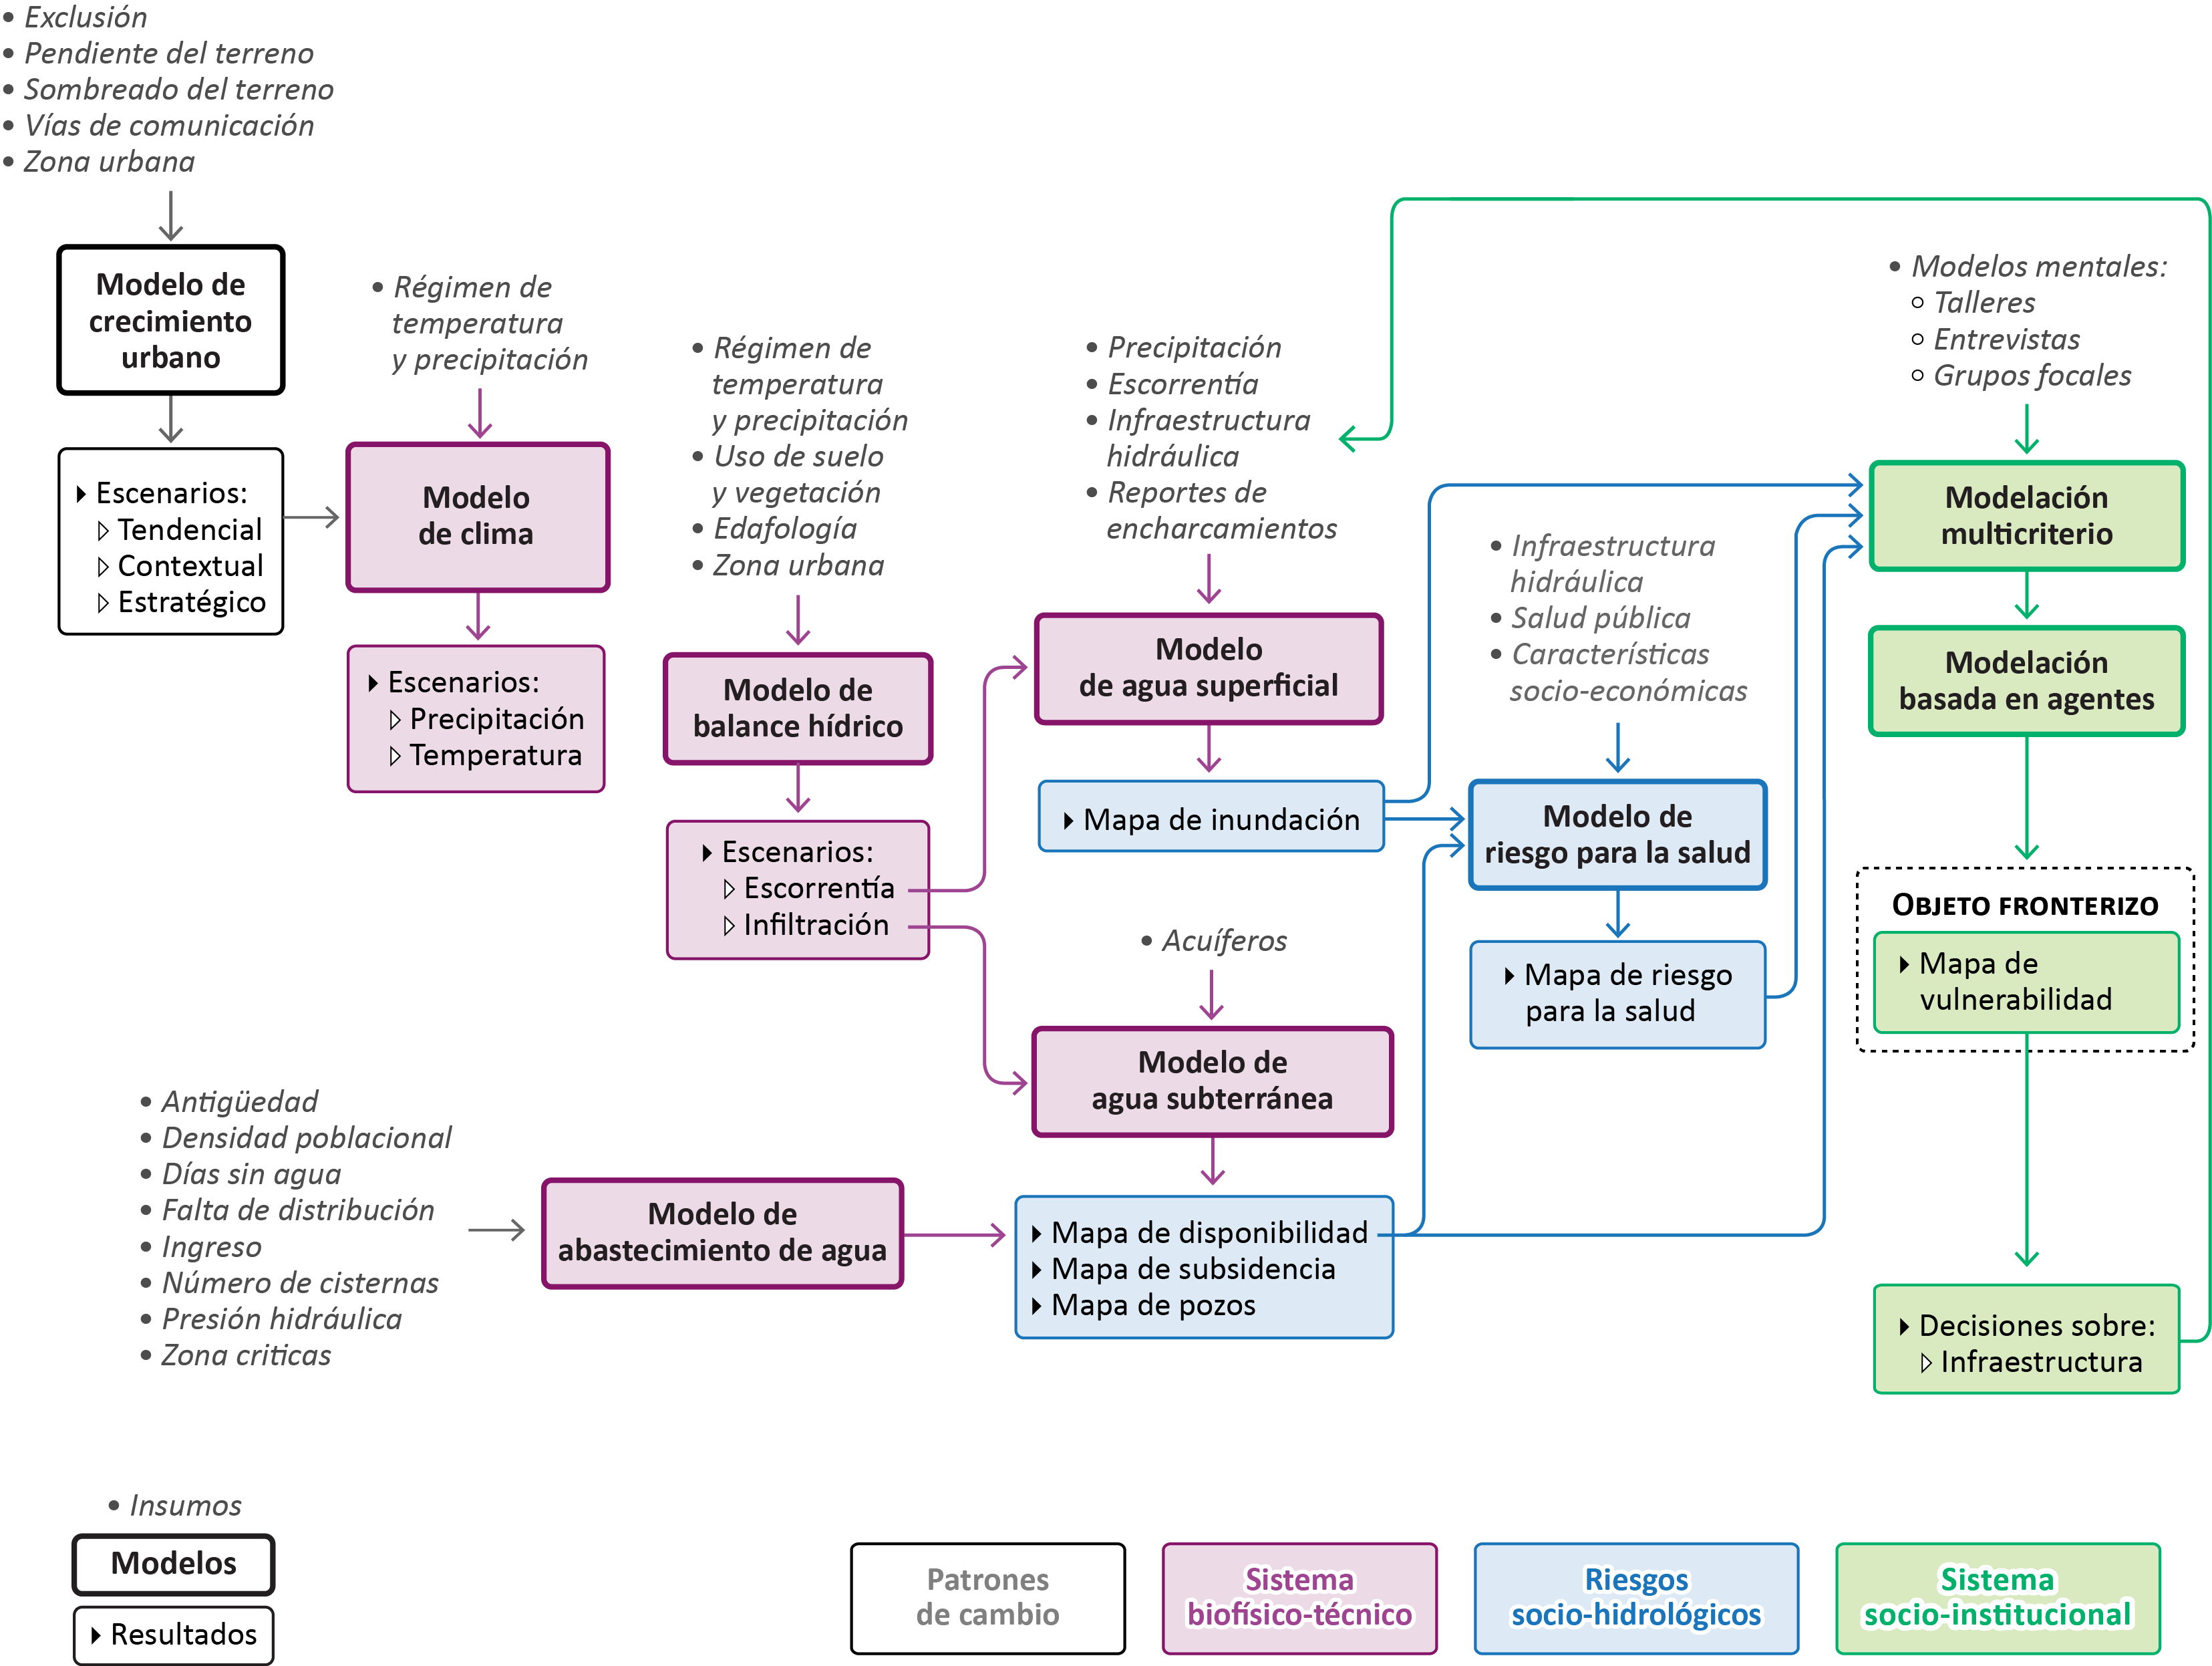 • Exclusión
• Pendiente del terreno
• Sombreado del terreno
• Vías de comunicación
• Zona urbana
Modelo de
crecimiento
urbano
Escenarios:
Tendencial
Contextual
Estratégico
• Régimen de
temperatura
y precipitación
Modelo
de clima
Escenarios:
Precipitación
Temperatura
• Régimen de
temperatura
y precipitación
• Uso de suelo
y vegetación
• Edafología
• Zona urbana
Modelo de
balance hídrico
Escenarios:
Escorrentía
Infiltración
• Precipitación
• Escorrentía
• Infraestructura
hidráulica
• Reportes de
encharcamientos
Modelo
de agua superficial
Mapa de inundación
• Acuíferos
Modelo de
agua subterránea
• Antigüedad
• Densidad poblacional
• Días sin agua
• Falta de distribución
• Ingreso
• Número de cisternas
• Presión hidráulica
• Zona criticas
Modelo de
abastecimiento de agua
Mapa de disponibilidad
Mapa de subsidencia
Mapa de pozos
• Infraestructura
hidráulica
• Salud pública
• Características
socio-económicas
Modelo de
riesgo para la salud
Mapa de riesgo
para la salud
• Modelos mentales:
Talleres
Entrevistas
Grupos focales
Modelación
multicriterio
Modelación
basada en agentes
OBJETO FRONTERIZO
Mapa de
vulnerabilidad
Decisiones sobre:
Infraestructura
• Insumos
Modelos
Resultados
Patrones
de cambio
Sistema
biofísico-técnico
Riesgos
socio-hidrológicos
Sistema
socio-institucional